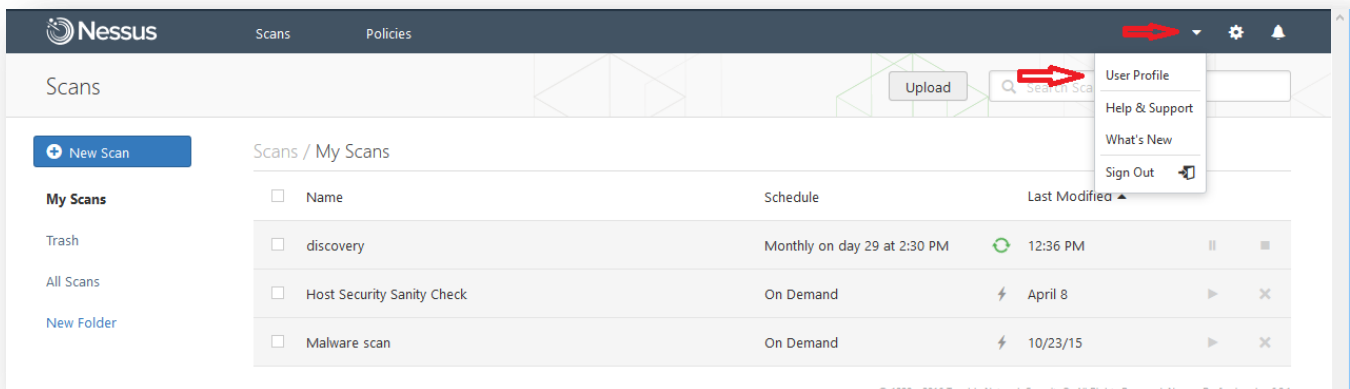 Nessus Scans Policies
Scans Upload Search Sca
User Profile
Help & Support
What's New
Sign Out
New Scan
My Scans
Trash
All Scans
New Folder
Scans / My Scans
Name Schedule Last Modified
discovery Monthly on day 29 at 2:30 PM 12:36 PM
Host Security Sanity Check On Demand April 8
Malware scan On Demand 10/23/15